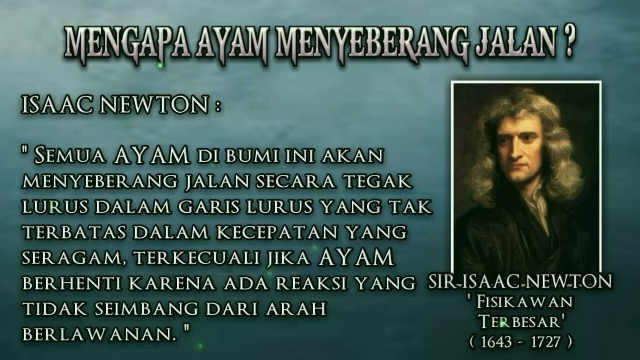 MENGAPA AYAM MENYEBERANG JALAN ?
ISAAC NEWTON :
" SEMUA AYAM DI BUMI INI AKAN
MENYEBERANG JALAN SECARA TEGAK
LURUS DALAM GARIS LURUS YANG TAK
TERBATAS DALAM KECEPATAN YANG
SERAGAM, TERKECUALI JIKA AYAM
BERHENTI KARENA ADA REAKSI YANG
TIDAK SEIMBANG DARI ARAH
BERLAWANAN. "
SIR ISAAC NEWTON
' FISIKAWAN
TERBESAR'
( 1643 - 1727 )